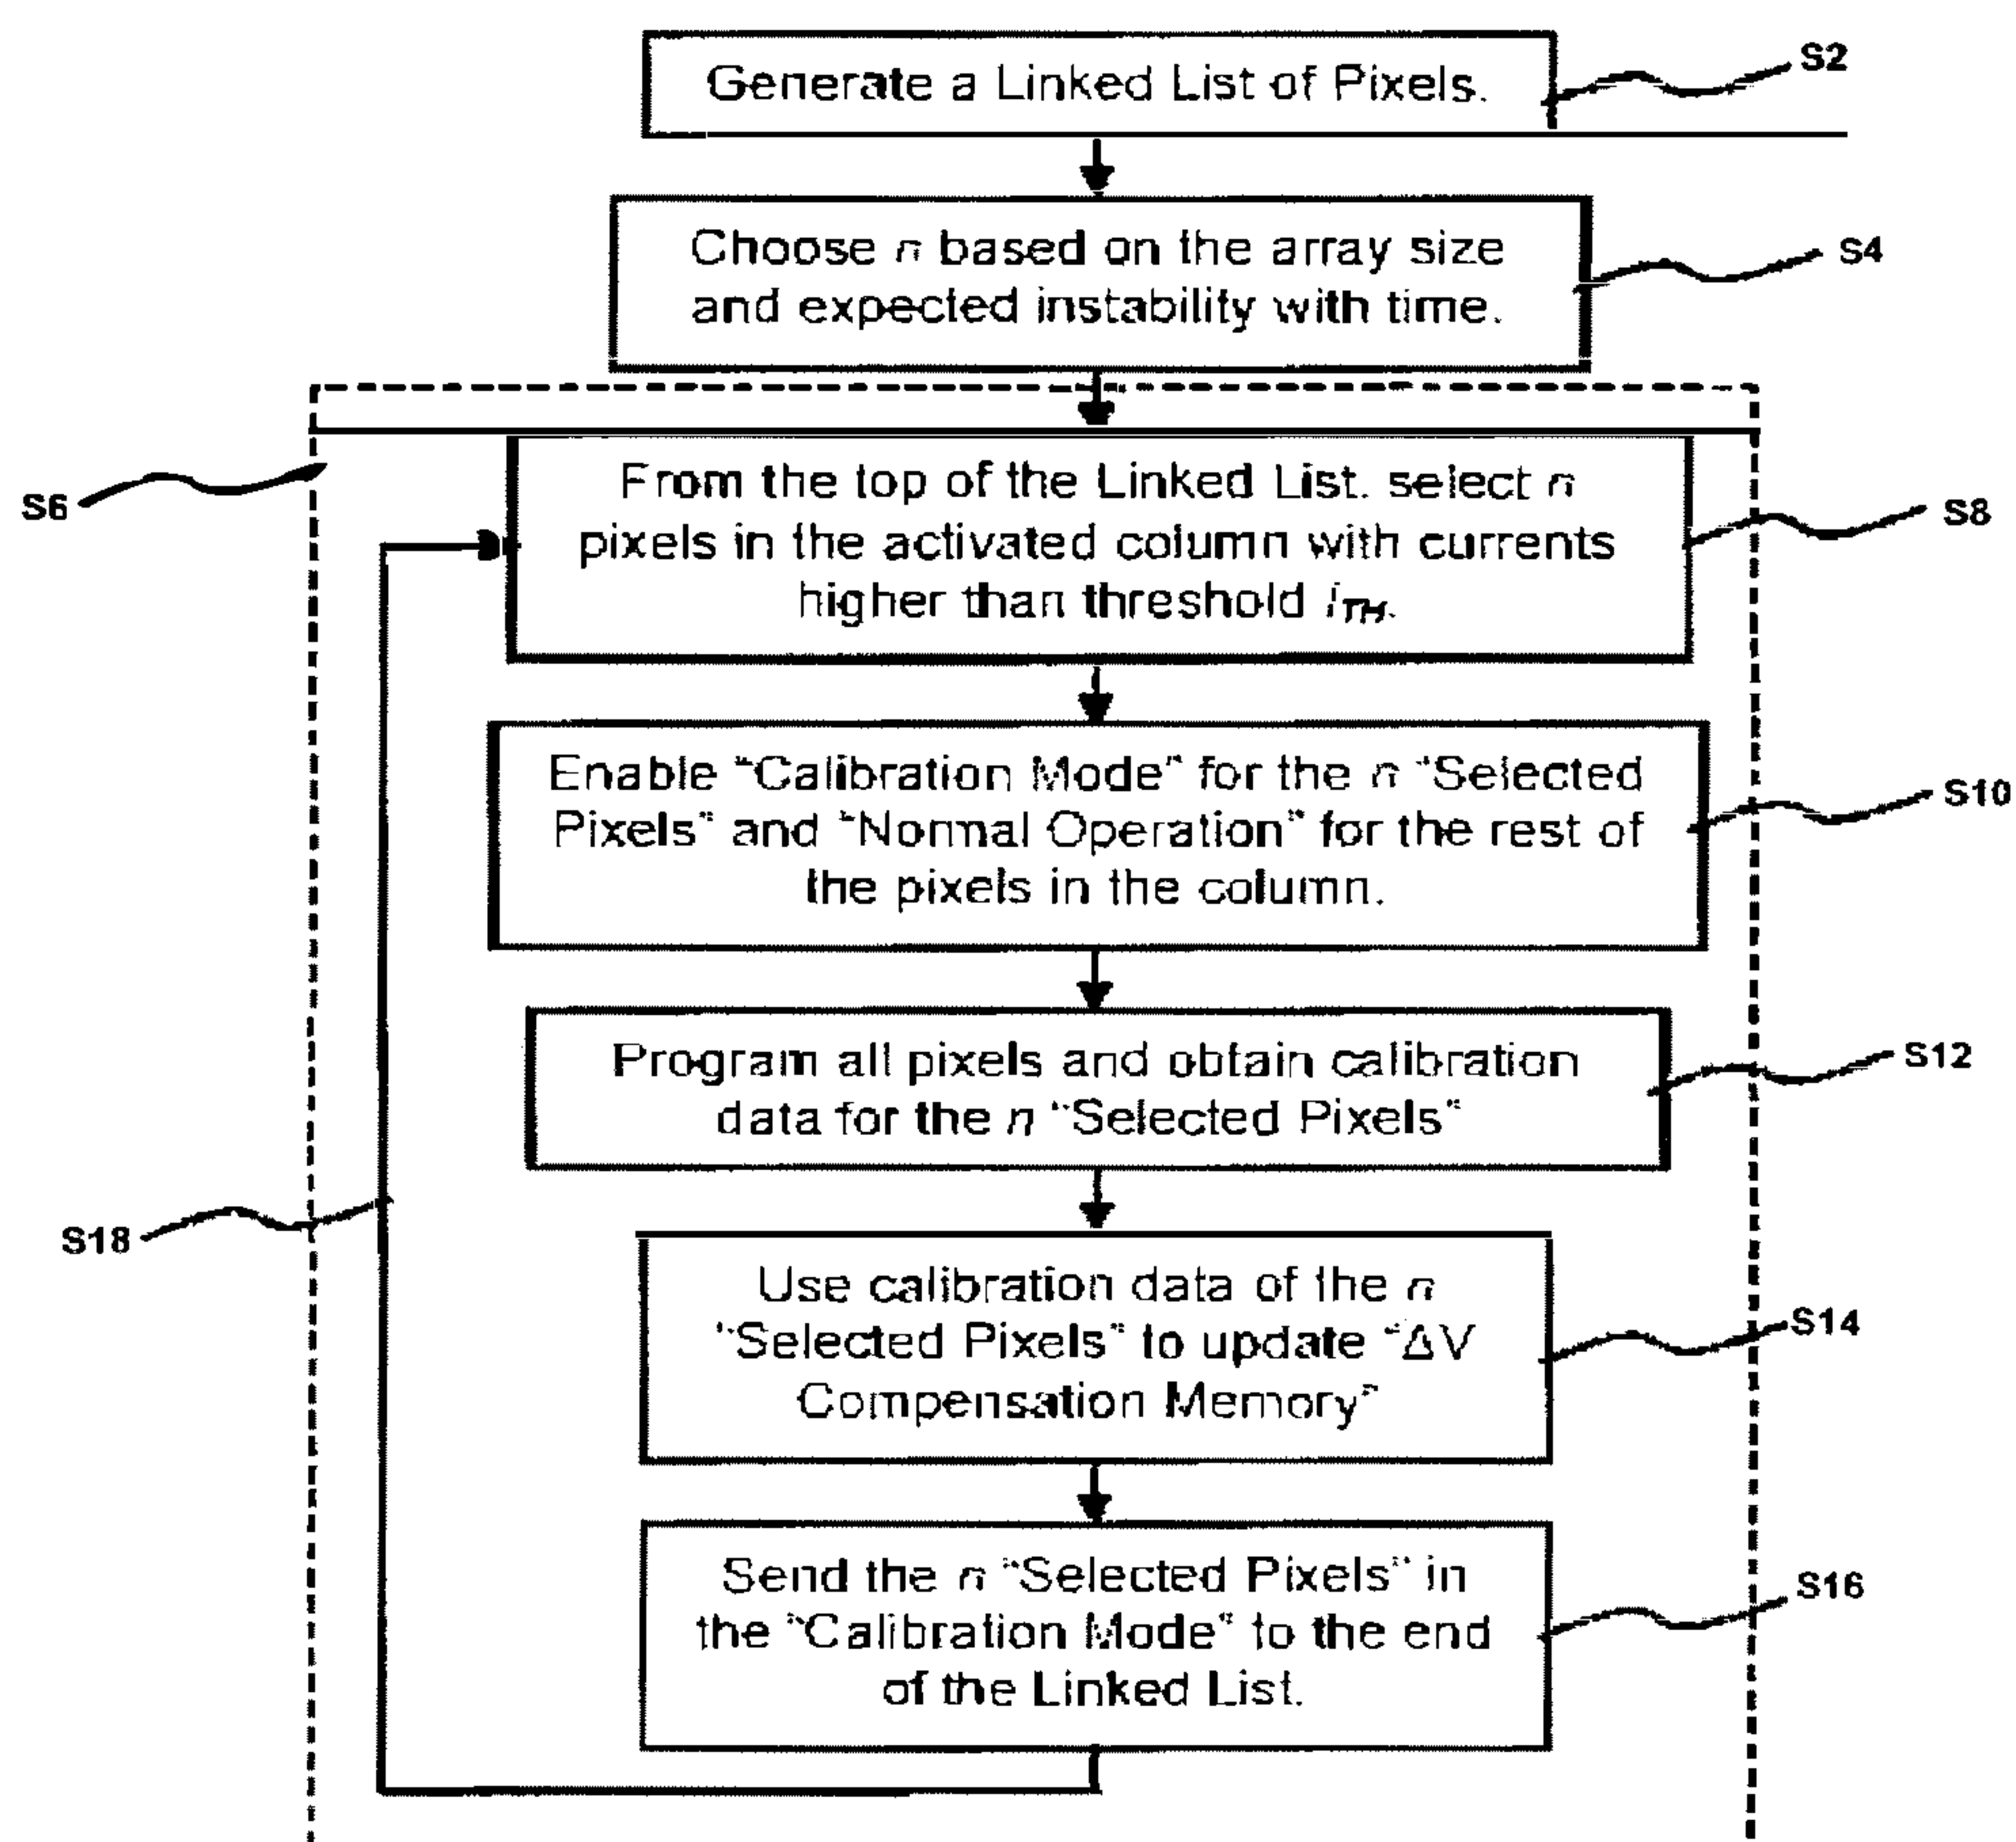 Generate a Linked List of Pixels.
S2
Choose n based on the array size
and expected instability with time.
S4
S6
From the top of the Linked List. select n
pixels in the activated column with currents
higher than threshold I_TH.
S8
Enable "Calibration Mode" for the n "Selected
Pixels" and "Normal Operation" for the rest of
the pixels in the column.
S10
Program all pixels and obtain calibration
data for the n "Selected Pixels"
S12
S18
Use calibration data of the n
"Selected Pixels" to update "ΔV
Compensation Memory"
S14
Send the n "Selected Pixels" in
the "Calibration Mode" to the end
of the Linked List.
S16